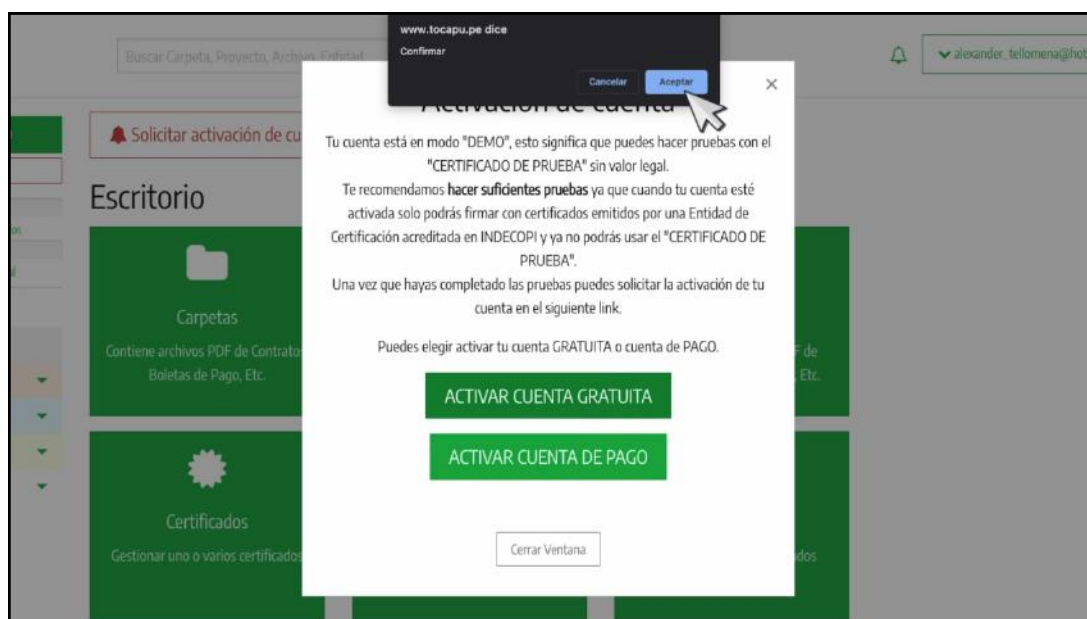 www.tocapu.pe dice
Confirmar
Cancelar
Aceptar
Buscar Carpeta, Proyecto, Archivo, Entidad
alexander_tellomena@hot
Solicitar activación de cu
Activación de cuenta
Tu cuenta está en modo "DEMO", esto significa que puedes hacer pruebas con el
"CERTIFICADO DE PRUEBA" sin valor legal.
Te recomendamos hacer suficientes pruebas ya que cuando tu cuenta esté
activada solo podrás firmar con certificados emitidos por una Entidad de
Certificación acreditada en INDECOPI y ya no podrás usar el "CERTIFICADO DE
PRUEBA".
Una vez que hayas completado las pruebas puedes solicitar la activación de tu
cuenta en el siguiente link.
Puedes elegir activar tu cuenta GRATUITA o cuenta de PAGO.
ACTIVAR CUENTA GRATUITA
ACTIVAR CUENTA DE PAGO
Cerrar Ventana
Escritorio
Carpetas
Contiene archivos PDF de Contrato
Boletas de Pago, Etc.
F de
, Etc.
Certificados
Gestionar uno o varios certificados
dos